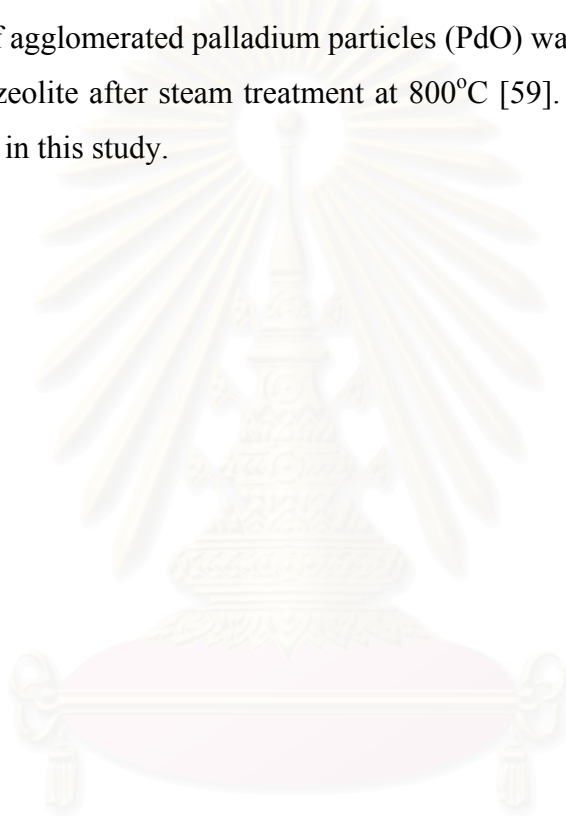 f agglomerated palladium particles (PdO) wa
zeolite after steam treatment at 800°C [59].
in this study.